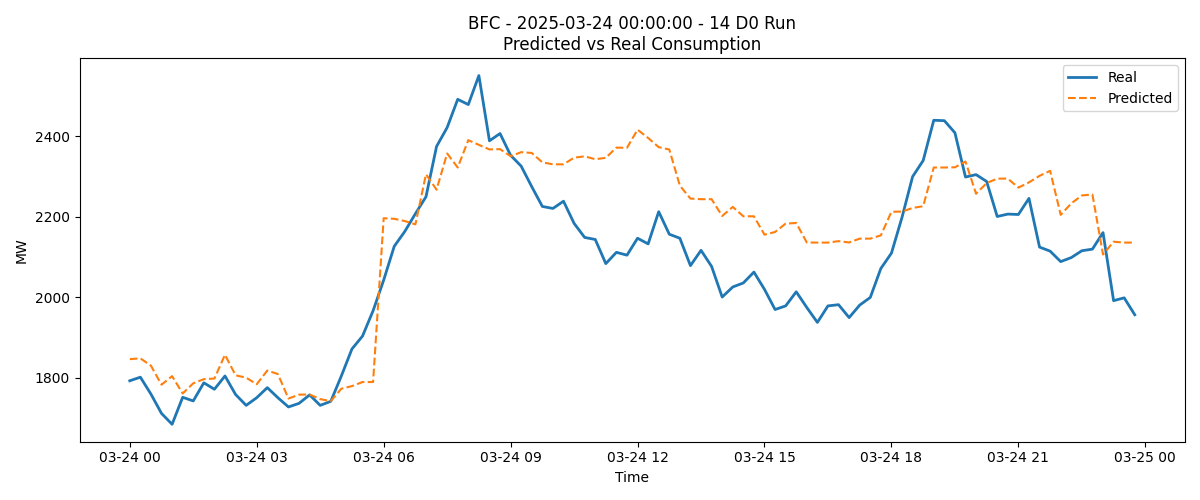 BFC - 2025-03-24 00:00:00 - 14 D0 Run
Predicted vs Real Consumption
Real
Predicted
MW
2400
2200
2000
1800
03-24 00
03-24 03
03-24 06
03-24 09
03-24 12
03-24 15
03-24 18
03-24 21
03-25 00
Time